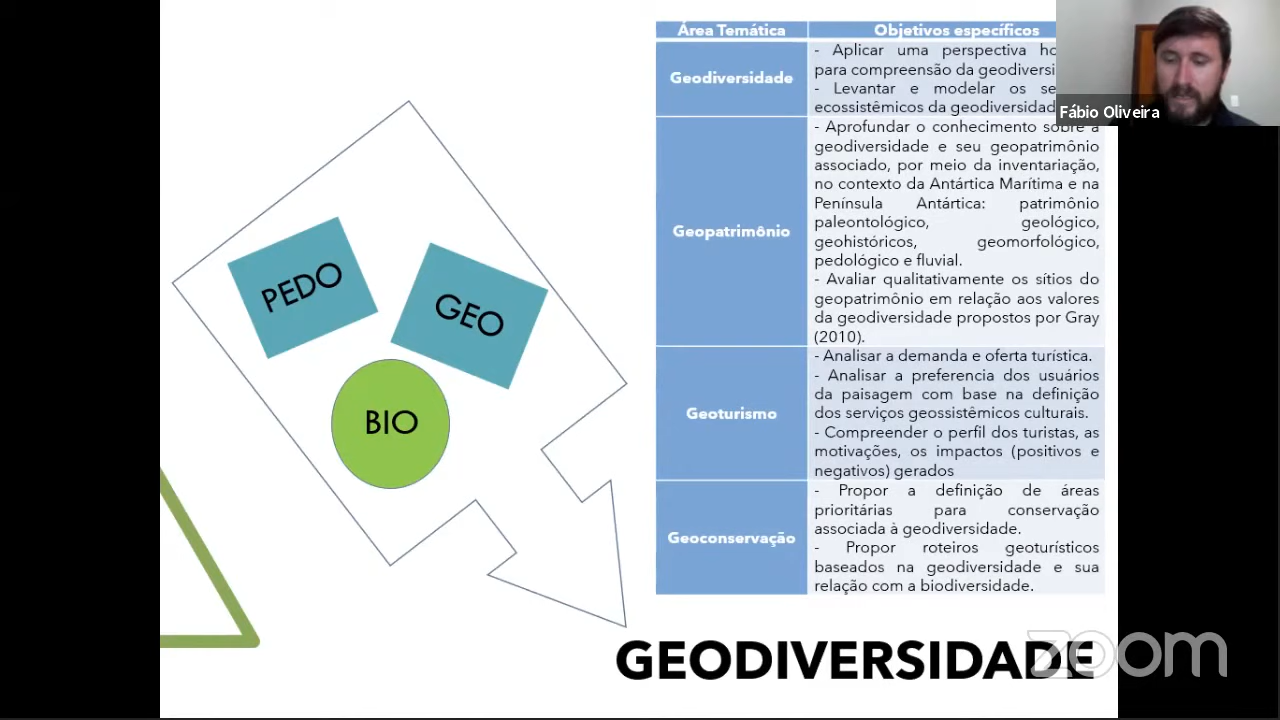 PEDO
GEO
BIO
Área Temática
Objetivos específicos
Geodiversidade
- Aplicar uma perspectiva
para compreensão da
- Levantar e modelar os
ecossistêmicos da
Geopatrimônio
- Aprofundar o conhecimento sobre a
geodiversidade e seu geopatrimônio
associado, por meio da inventariação,
no contexto da Antártica Marítima e na
Península Antártica: patrimônio
paleontológico, geológico,
geohistóricos, geomorfológico,
pedológico e fluvial.
- Avaliar qualitativamente os sítios do
geopatrimônio em relação aos valores
da geodiversidade propostos por Gray
(2010).
Geoturismo
- Analisar a demanda e oferta turística.
- Analisar a preferencia dos usuários
da paisagem com base na definição
dos serviços geossistêmicos culturais.
- Compreender o perfil dos turistas, as
motivações, os impactos (positivos e
negativos) gerados
Geoconservação
- Propor a definição de áreas
prioritárias para conservação
associada à geodiversidade.
- Propor roteiros geoturísticos
baseados na geodiversidade e sua
relação com a biodiversidade.
GEODIVERSIDADE
Fábio Oliveira
zoom